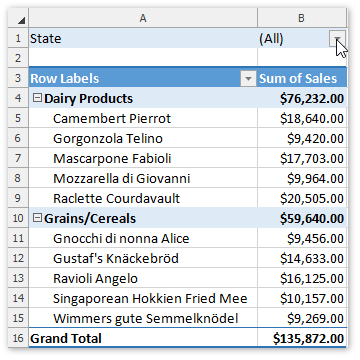 A B
1 State (All)
2
3 Row Labels Sum of Sales
4 Dairy Products $76,232.00
5 Camembert Pierrot $18,640.00
6 Gorgonzola Telino $9,420.00
7 Mascarpone Fabioli $17,703.00
8 Mozzarella di Giovanni $9,964.00
9 Raclette Courdavault $20,505.00
10 Grains/Cereals $59,640.00
11 Gnocchi di nonna Alice $9,456.00
12 Gustaf's Knäckebröd $14,633.00
13 Ravioli Angelo $16,125.00
14 Singaporean Hokkien Fried Mee $10,157.00
15 Wimmers gute Semmelknödel $9,269.00
16 Grand Total $135,872.00